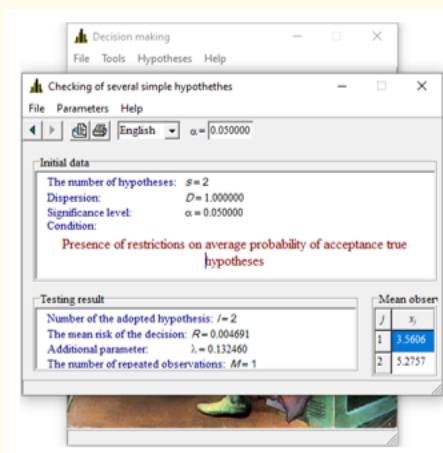 Decision making
File Tools Hypotheses Help
Checking of several simple hypothethes
File Parameters Help
English α= 0.050000
Initial data
The number of hypotheses: s=2
Dispersion: D=1.000000
Significance level: α=0.050000
Condition:
Presence of restrictions on average probability of acceptance true
hypotheses
Testing result
Number of the adopted hypothesis: l=2
The mean risk of the decision: R=0.004691
Additional parameter: λ=0.132460
The number of repeated observations: M=1
Mean obser
j xj
1 3.5606
2 5.2757